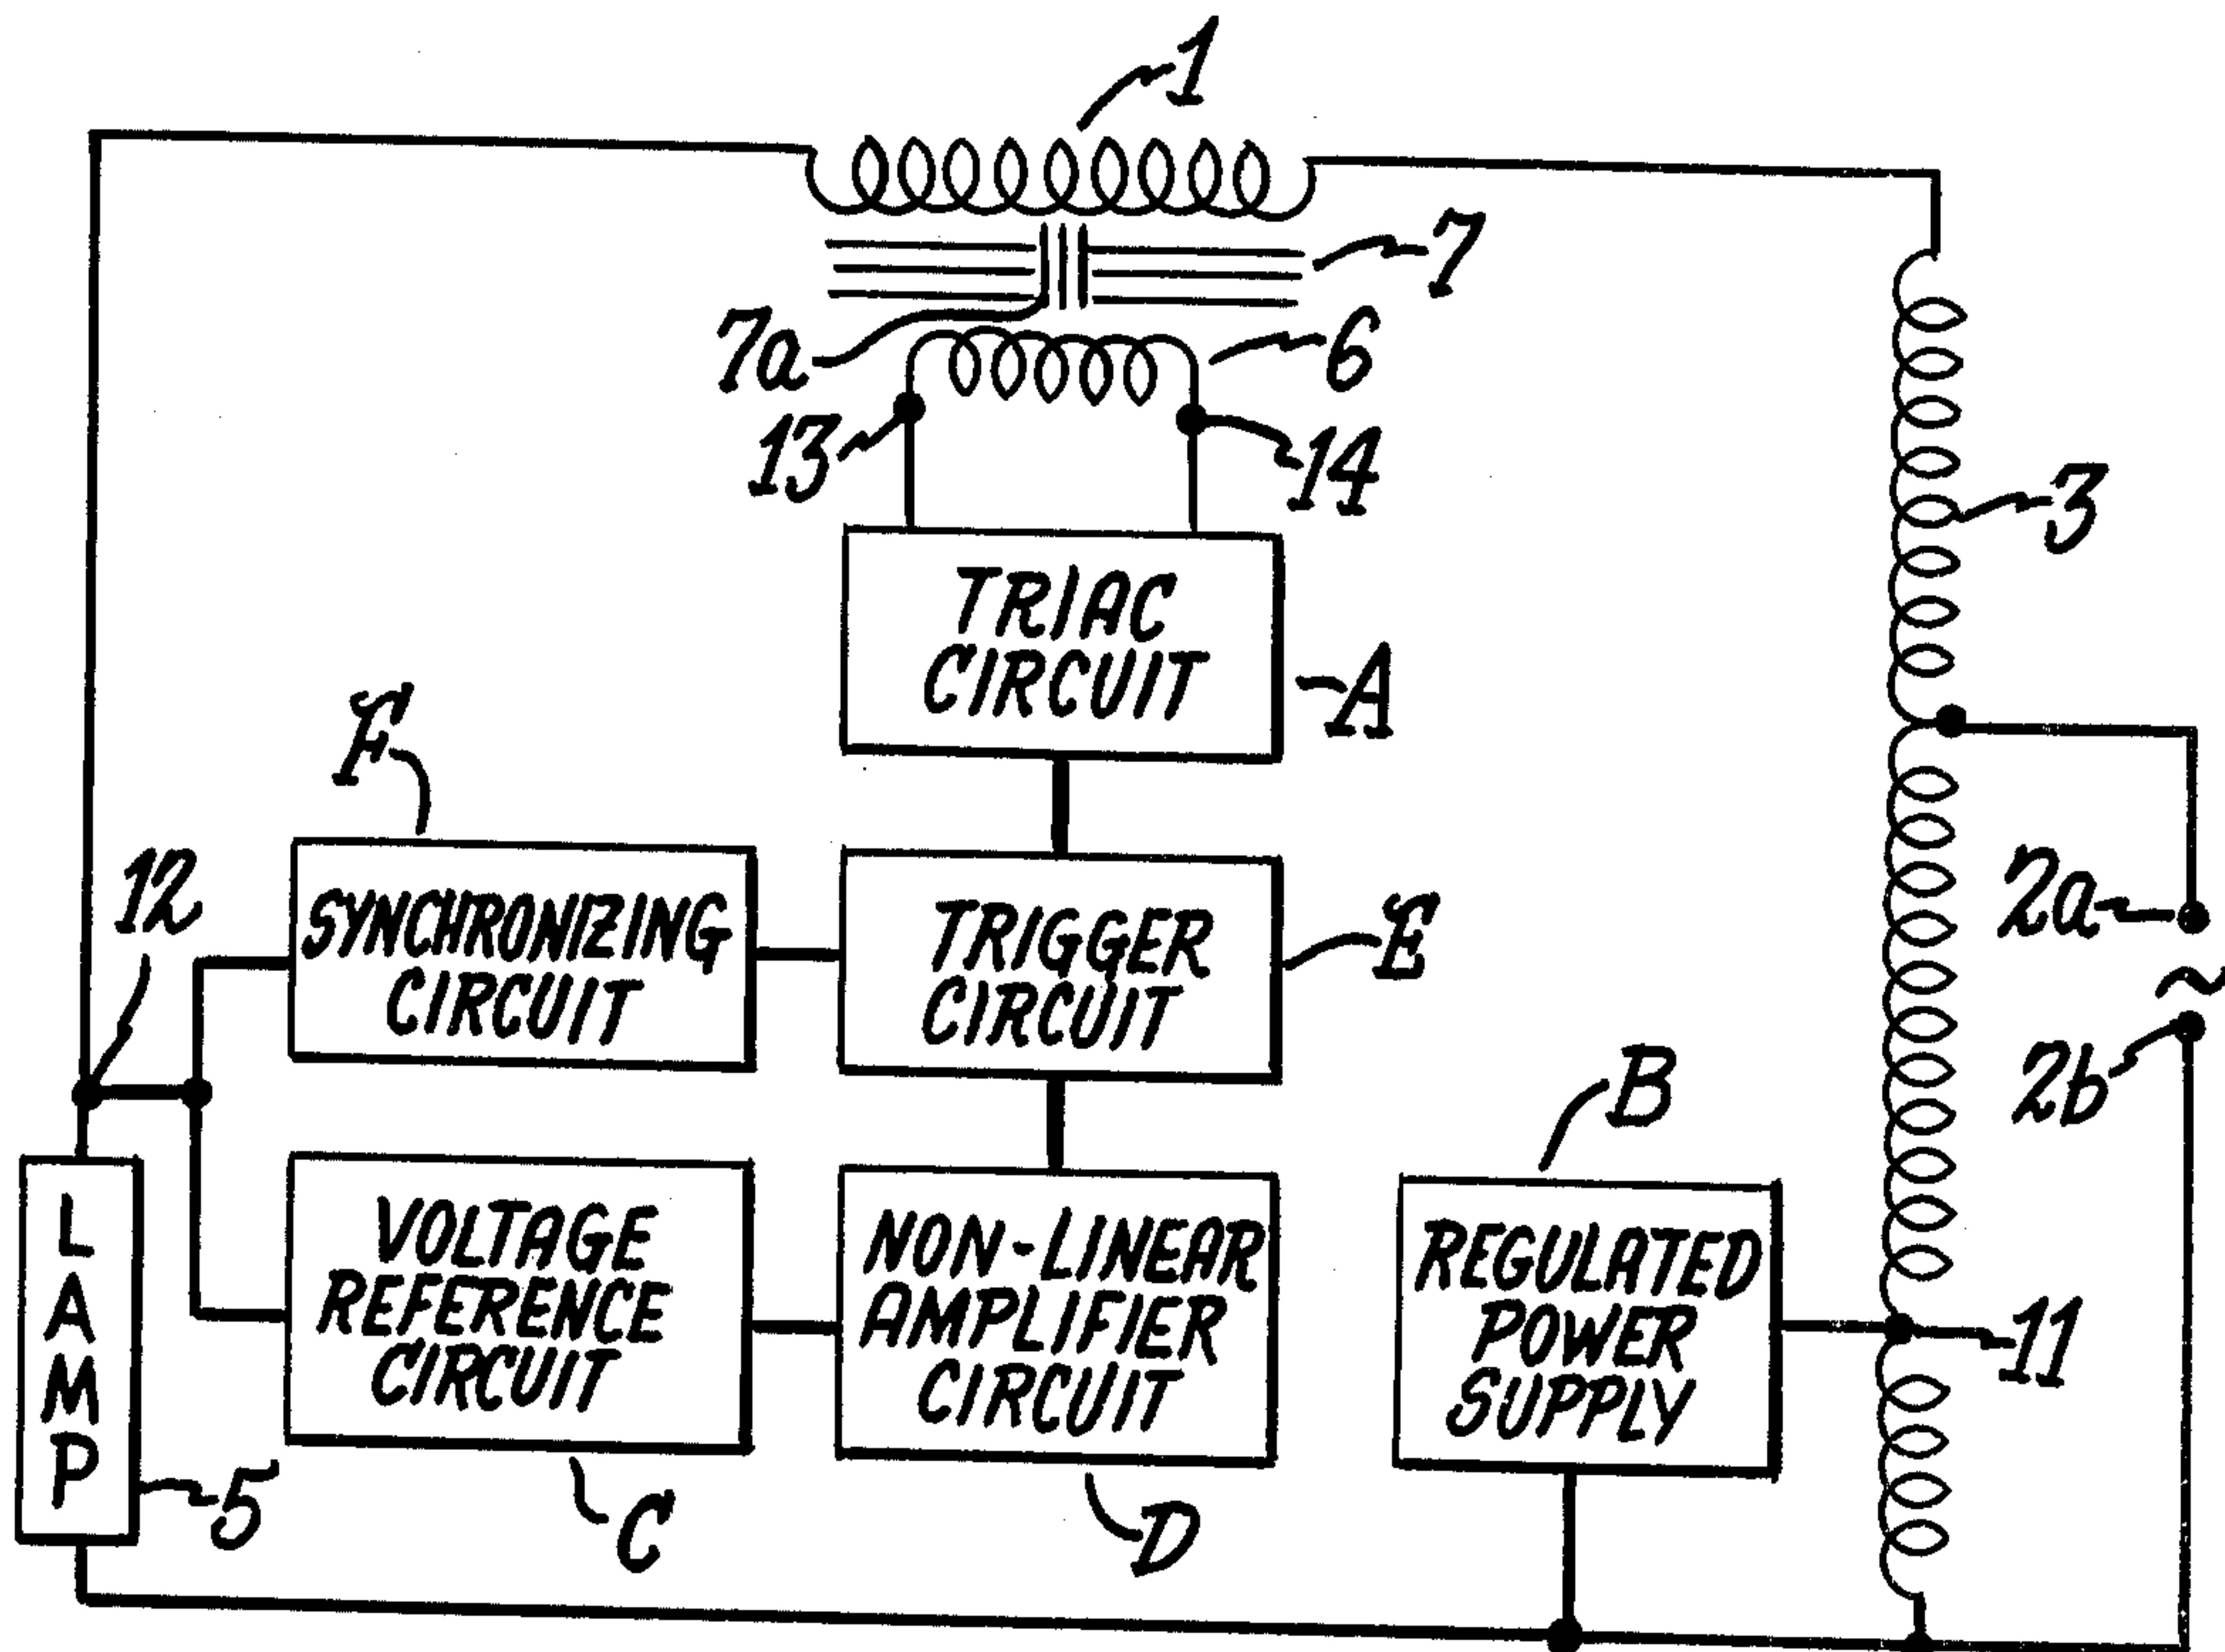 1
7
7a
6
13
14
3
TRIAC
CIRCUIT
A
F
12
SYNCHRONIZING
CIRCUIT
TRIGGER
CIRCUIT
E
2a
~
2b
B
LAMP
VOLTAGE
REFERENCE
CIRCUIT
NON-LINEAR
AMPLIFIER
CIRCUIT
REGULATED
POWER
SUPPLY
11
5
C
D